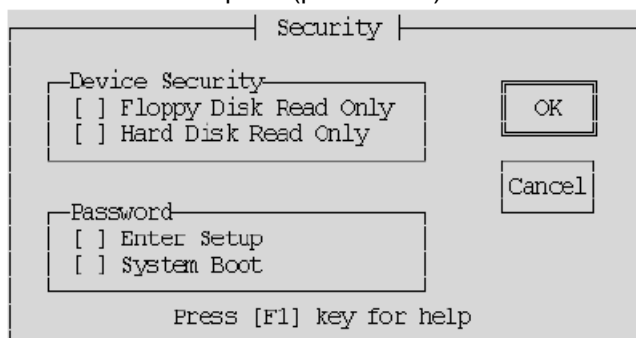 Security
Device Security
[ ] Floppy Disk Read Only
[ ] Hard Disk Read Only
OK
Cancel
Password
[ ] Enter Setup
[ ] System Boot
Press [F1] key for help